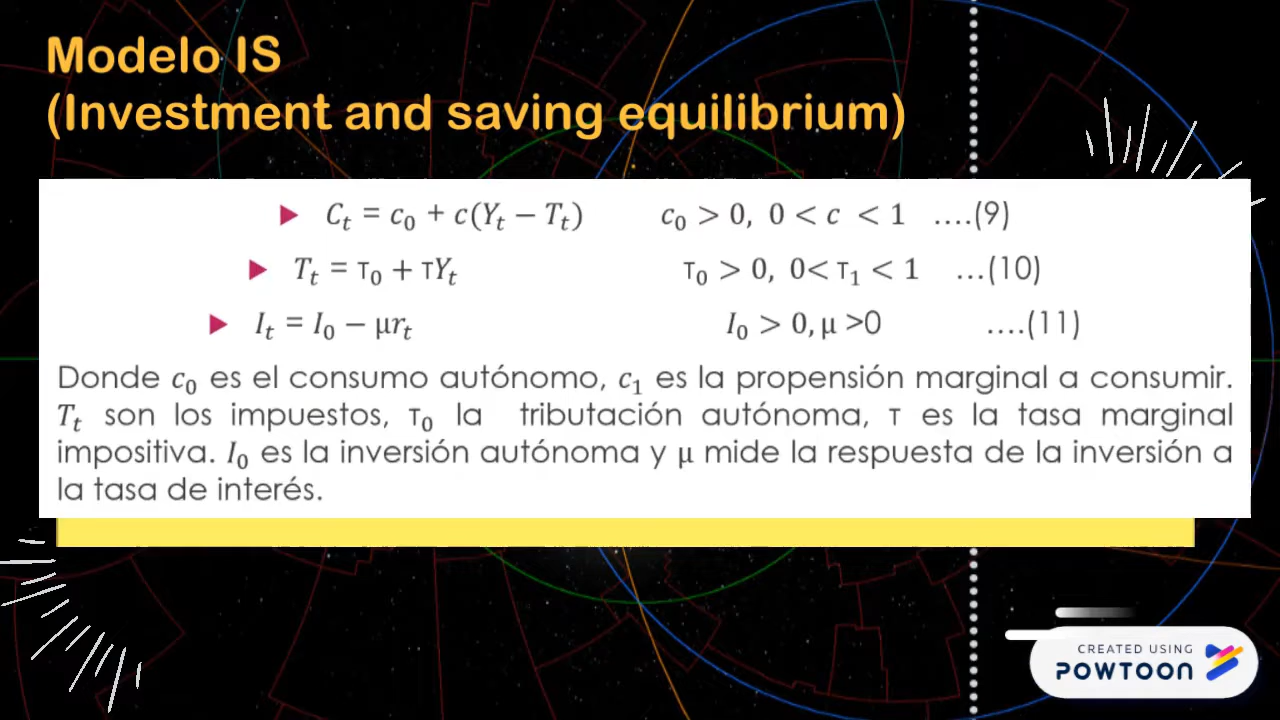 Modelo IS
(Investment and saving equilibrium)
▶ Cₜ = c₀ + c(Yₜ − Tₜ) c₀ > 0, 0 < c < 1 ....(9)
▶ Tₜ = τ₀ + τYₜ τ₀ > 0, 0< τ₁ < 1 ...(10)
▶ Iₜ = I₀ − μrₜ I₀ > 0, μ >0 ....(11)
Donde c₀ es el consumo autónomo, c₁ es la propensión marginal a consumir.
Tₜ son los impuestos, τ₀ la tributación autónoma, τ es la tasa marginal
impositiva. I₀ es la inversión autónoma y μ mide la respuesta de la inversión a
la tasa de interés.
CREATED USING
POWTOON